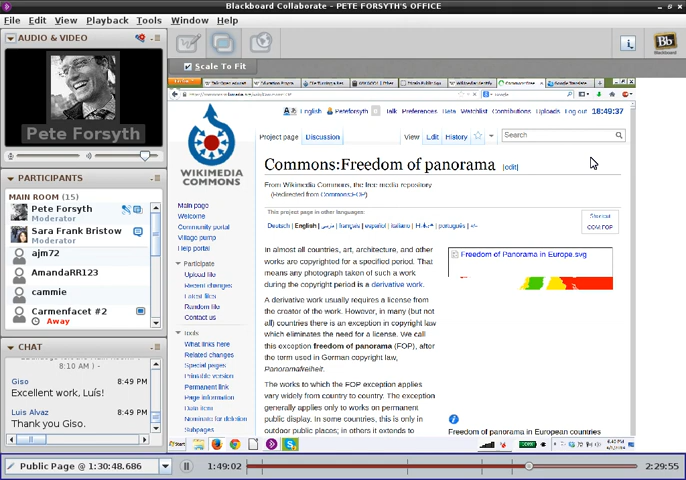 Blackboard Collaborate - PETE FORSYTH'S OFFICE
File Edit View Playback Tools Window Help
AUDIO & VIDEO
Scale To Fit
Pete Forsyth
PARTICIPANTS
MAIN ROOM (15)
Pete Forsyth
Moderator
Sara Frank Bristow
Moderator
ajm72
AmandaRR123
cammie
Carmenfacet #2
Away
CHAT
8:10 AM )
Giso 8:49 PM
Excellent work, Luís!
Luis Alvaz 8:49 PM
Thank you Giso.
English Peteforsyth Talk Preferences Beta Watchlist Contributions Uploads Log out 18:49:37
Project page Discussion View Edit History Search
WIKIMEDIA
COMMONS
Commons:Freedom of panorama [edit]
From Wikimedia Commons, the free media repository
(Redirected from Commons:FOP)
This project page in other languages:
Deutsch | English | français | español | italiano | português
Shortcut
COM:FOP
Main page
Welcome
Community portal
Village pump
Help portal
Participate
Upload file
Recent changes
Latest files
Random file
Contact us
Tools
What links here
Related changes
Special pages
Printable version
Permanent link
Page information
Data item
Nominate for deletion
Subpages
In almost all countries, art, architecture, and other
works are copyrighted for a specified period. That
means any photograph taken of such a work
during the copyright period is a derivative work.
A derivative work usually requires a license from
the creator of the work. However, in many (but not
all) countries there is an exception in copyright law
which eliminates the need for a license. We call
this exception freedom of panorama (FOP), after
the term used in German copyright law,
Panoramafreiheit.
The works to which the FOP exception applies
vary widely from country to country. The exception
generally applies only to works on permanent
public display. In some countries, this is only in
outdoor public places; in others it extends to
Freedom of Panorama in Europe.svg
Freedom of panorama in European countries
Public Page @ 1:30:48.686
1:49:02
2:29:55